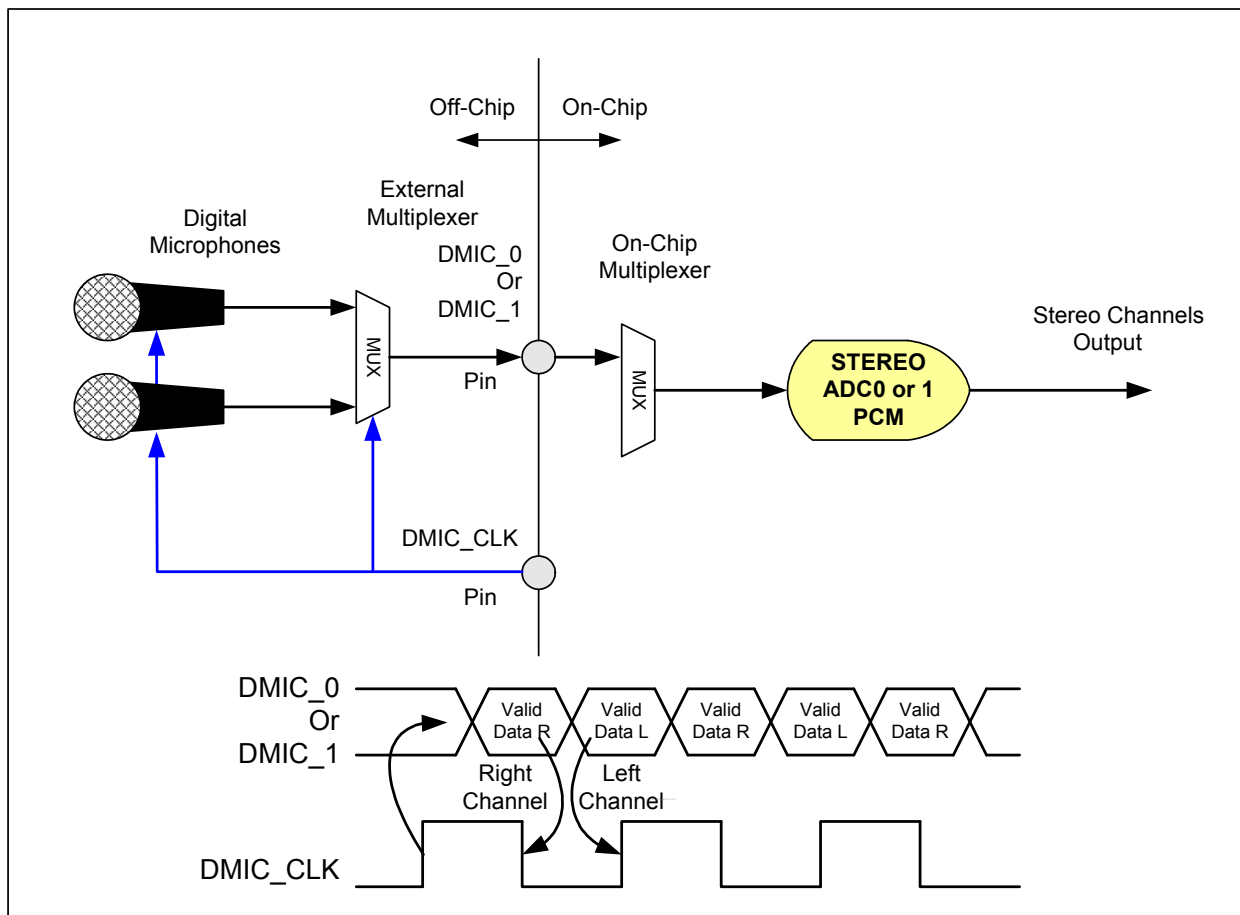 Off-Chip
On-Chip
External
Multiplexer
Digital
Microphones
DMIC_0
Or
DMIC_1
On-Chip
Multiplexer
Stereo Channels
Output
MUX
Pin
MUX
STEREO
ADC0 or 1
PCM
DMIC_CLK
Pin
DMIC_0
Or
DMIC_1
Valid
Data R
Valid
Data L
Valid
Data R
Valid
Data L
Valid
Data R
Right
Channel
Left
Channel
DMIC_CLK